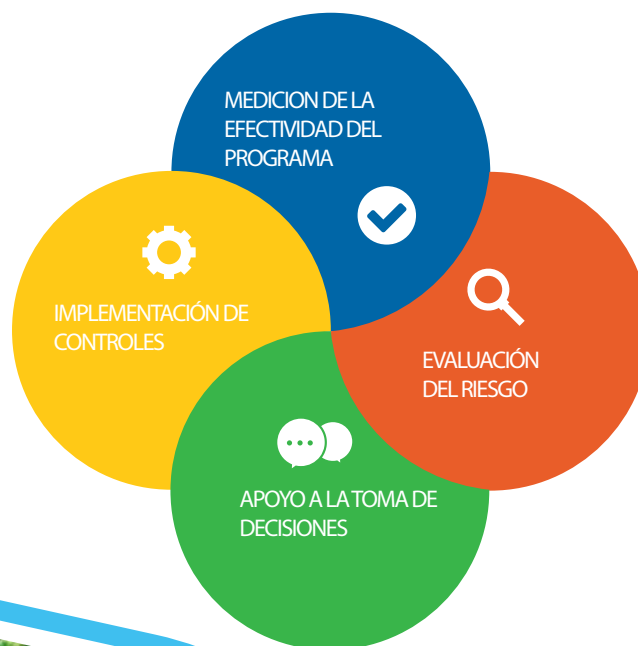 MEDICION DE LA
EFECTIVIDAD DEL
PROGRAMA
IMPLEMENTACIÓN DE
CONTROLES
EVALUACIÓN
DEL RIESGO
APOYO A LA TOMA DE
DECISIONES